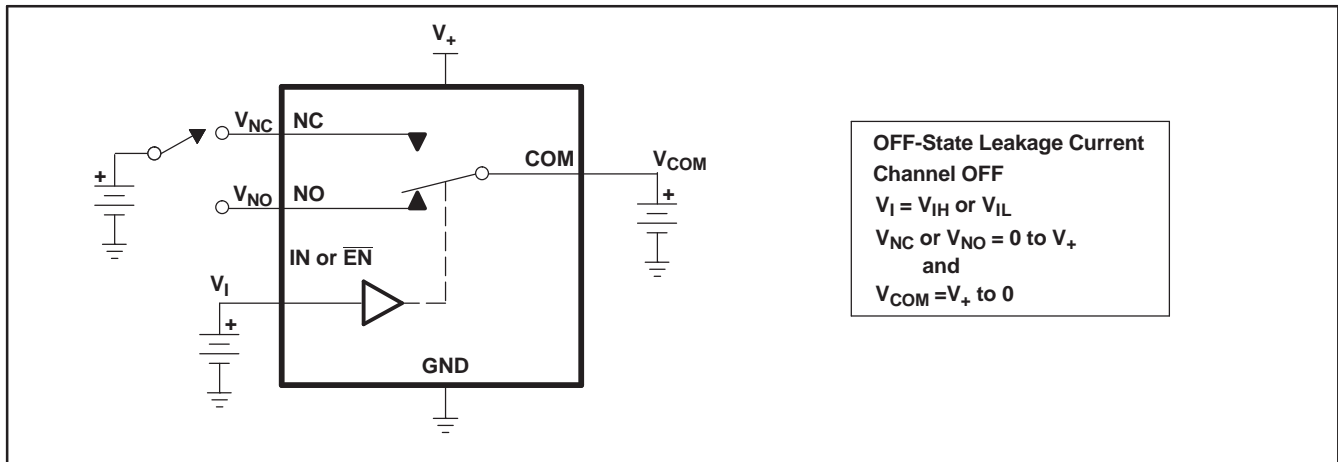 V+
VNC NC
COM VCOM
+
VNO NO
+
IN or EN
VI
+
GND
OFF-State Leakage Current
Channel OFF
VI = VIH or VIL
VNC or VNO = 0 to V+
and
VCOM =V+ to 0